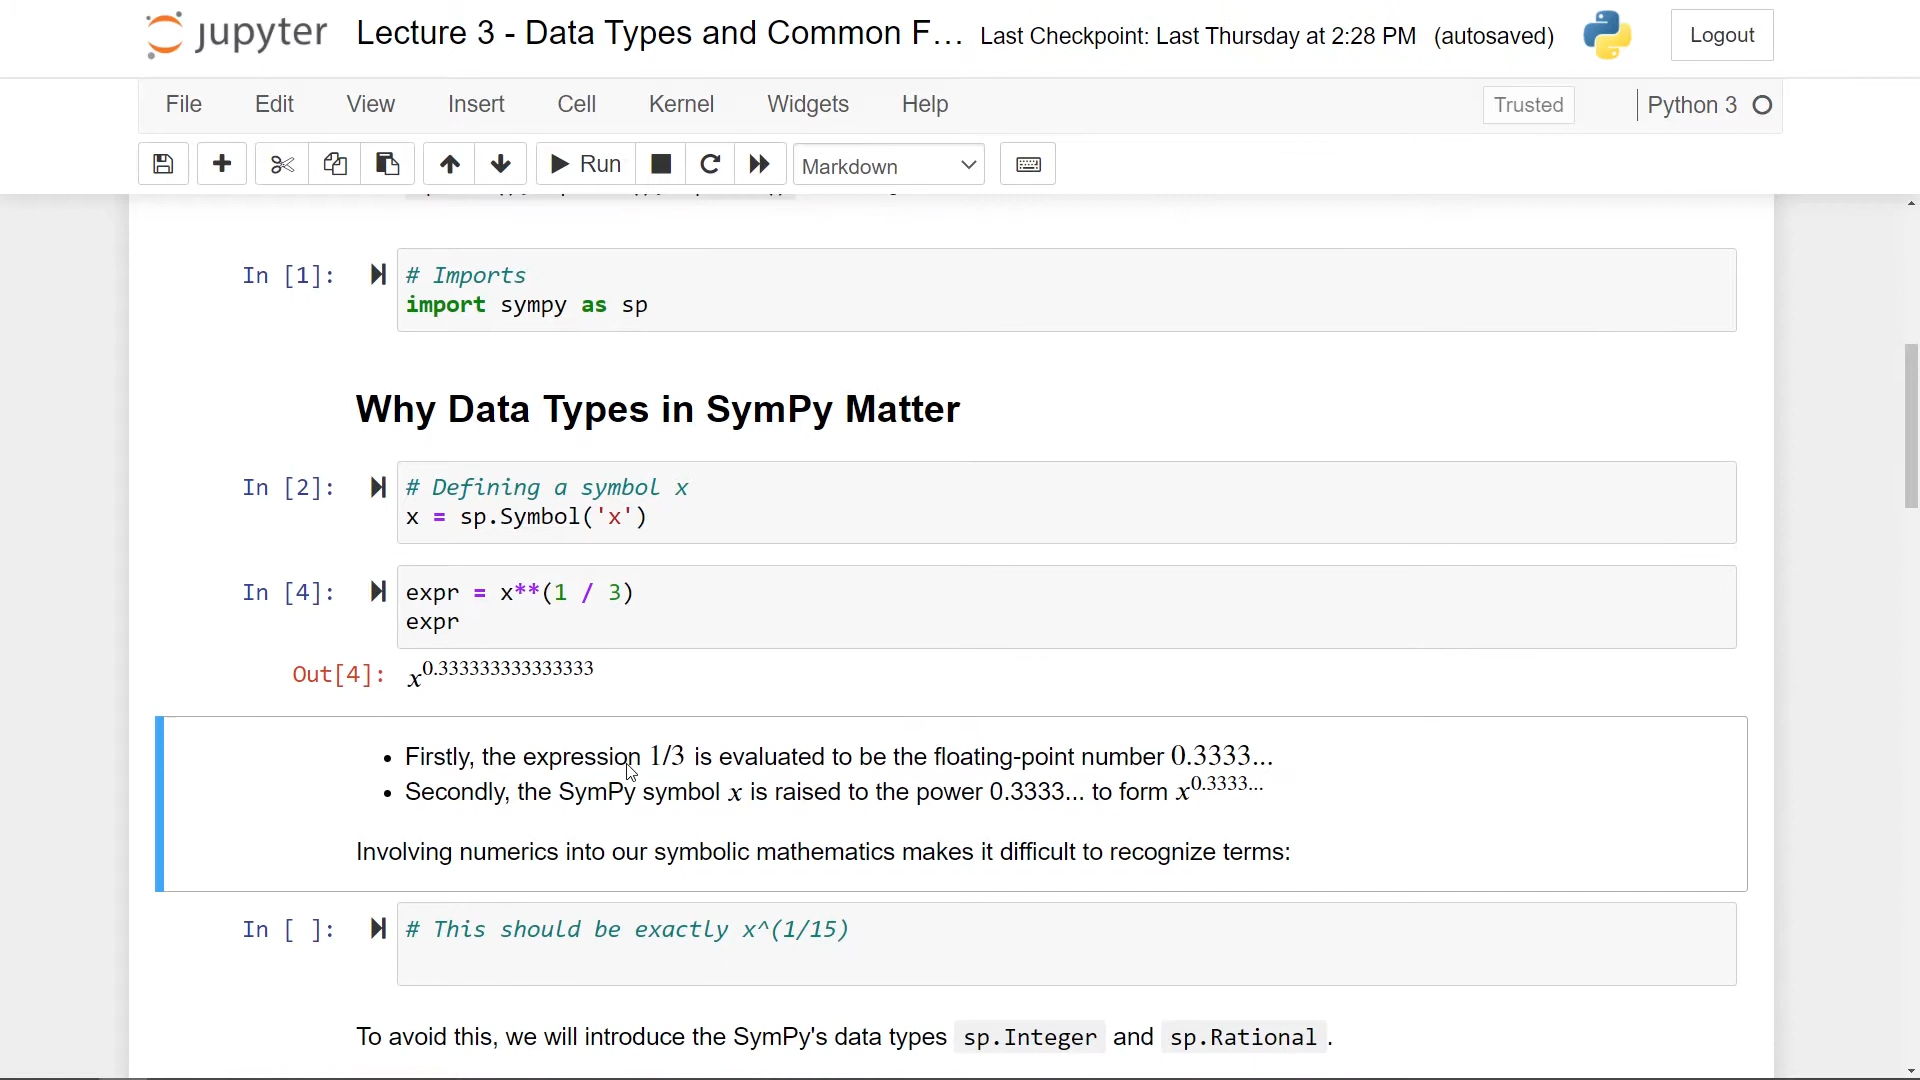 jupyter Lecture 3 - Data Types and Common F... Last Checkpoint: Last Thursday at 2:28 PM (autosaved) Logout
File Edit View Insert Cell Kernel Widgets Help Trusted Python 3
Run Markdown
In [1]: # Imports
import sympy as sp
Why Data Types in SymPy Matter
In [2]: # Defining a symbol x
x = sp.Symbol('x')
In [4]: expr = x**(1 / 3)
expr
Out[4]: x^0.333333333333333
• Firstly, the expression 1/3 is evaluated to be the floating-point number 0.3333...
• Secondly, the SymPy symbol x is raised to the power 0.3333... to form x^0.3333...
Involving numerics into our symbolic mathematics makes it difficult to recognize terms:
In [ ]: # This should be exactly x^(1/15)
To avoid this, we will introduce the SymPy's data types sp.Integer and sp.Rational.